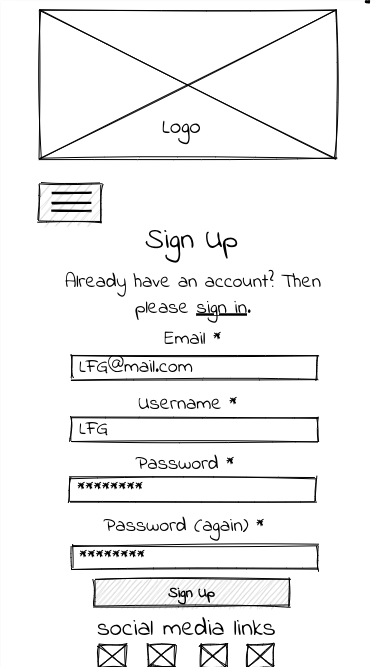 Logo
Sign Up
Already have an account? Then
please sign in.
Email *
LFG@mail.com
Username *
LFG
Password *
********
Password (again) *
********
Sign Up
social media links